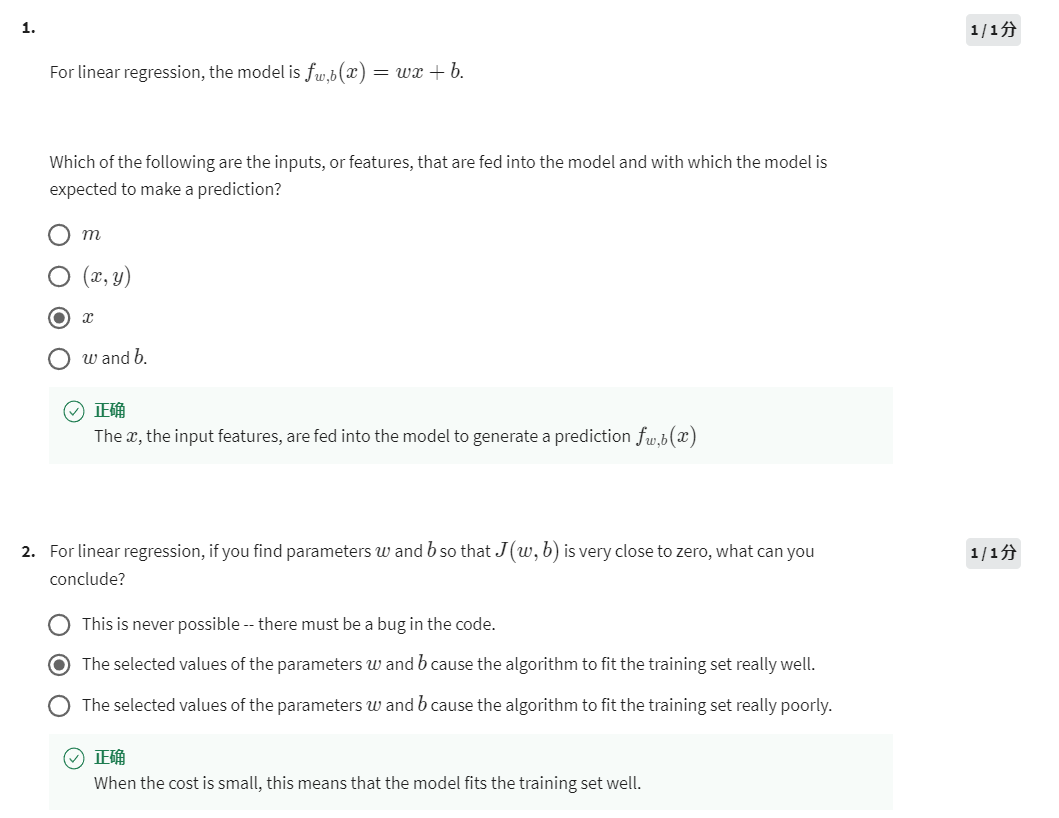 1.
1 / 1分
For linear regression, the model is f_{w,b}(x) = wx + b.
Which of the following are the inputs, or features, that are fed into the model and with which the model is
expected to make a prediction?
m
(x, y)
x
w and b.
正确
The x, the input features, are fed into the model to generate a prediction f_{w,b}(x)
2. For linear regression, if you find parameters w and b so that J(w, b) is very close to zero, what can you
1 / 1分
conclude?
This is never possible -- there must be a bug in the code.
The selected values of the parameters w and b cause the algorithm to fit the training set really well.
The selected values of the parameters w and b cause the algorithm to fit the training set really poorly.
正确
When the cost is small, this means that the model fits the training set well.